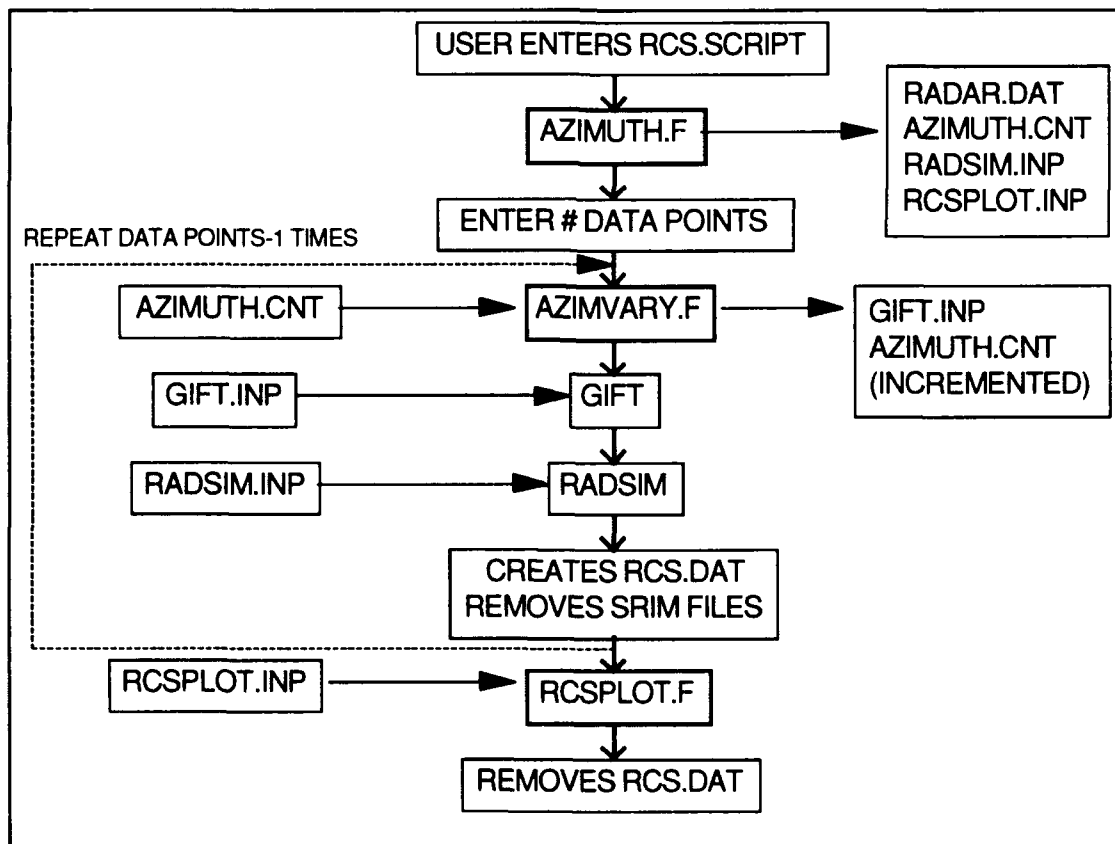 USER ENTERS RCS.SCRIPT
AZIMUTH.F
RADAR.DAT
AZIMUTH.CNT
RADSIM.INP
RCSPLOT.INP
ENTER # DATA POINTS
REPEAT DATA POINTS-1 TIMES
AZIMUTH.CNT
AZIMVARY.F
GIFT.INP
AZIMUTH.CNT
(INCREMENTED)
GIFT.INP
GIFT
RADSIM.INP
RADSIM
CREATES RCS.DAT
REMOVES SRIM FILES
RCSPLOT.INP
RCSPLOT.F
REMOVES RCS.DAT